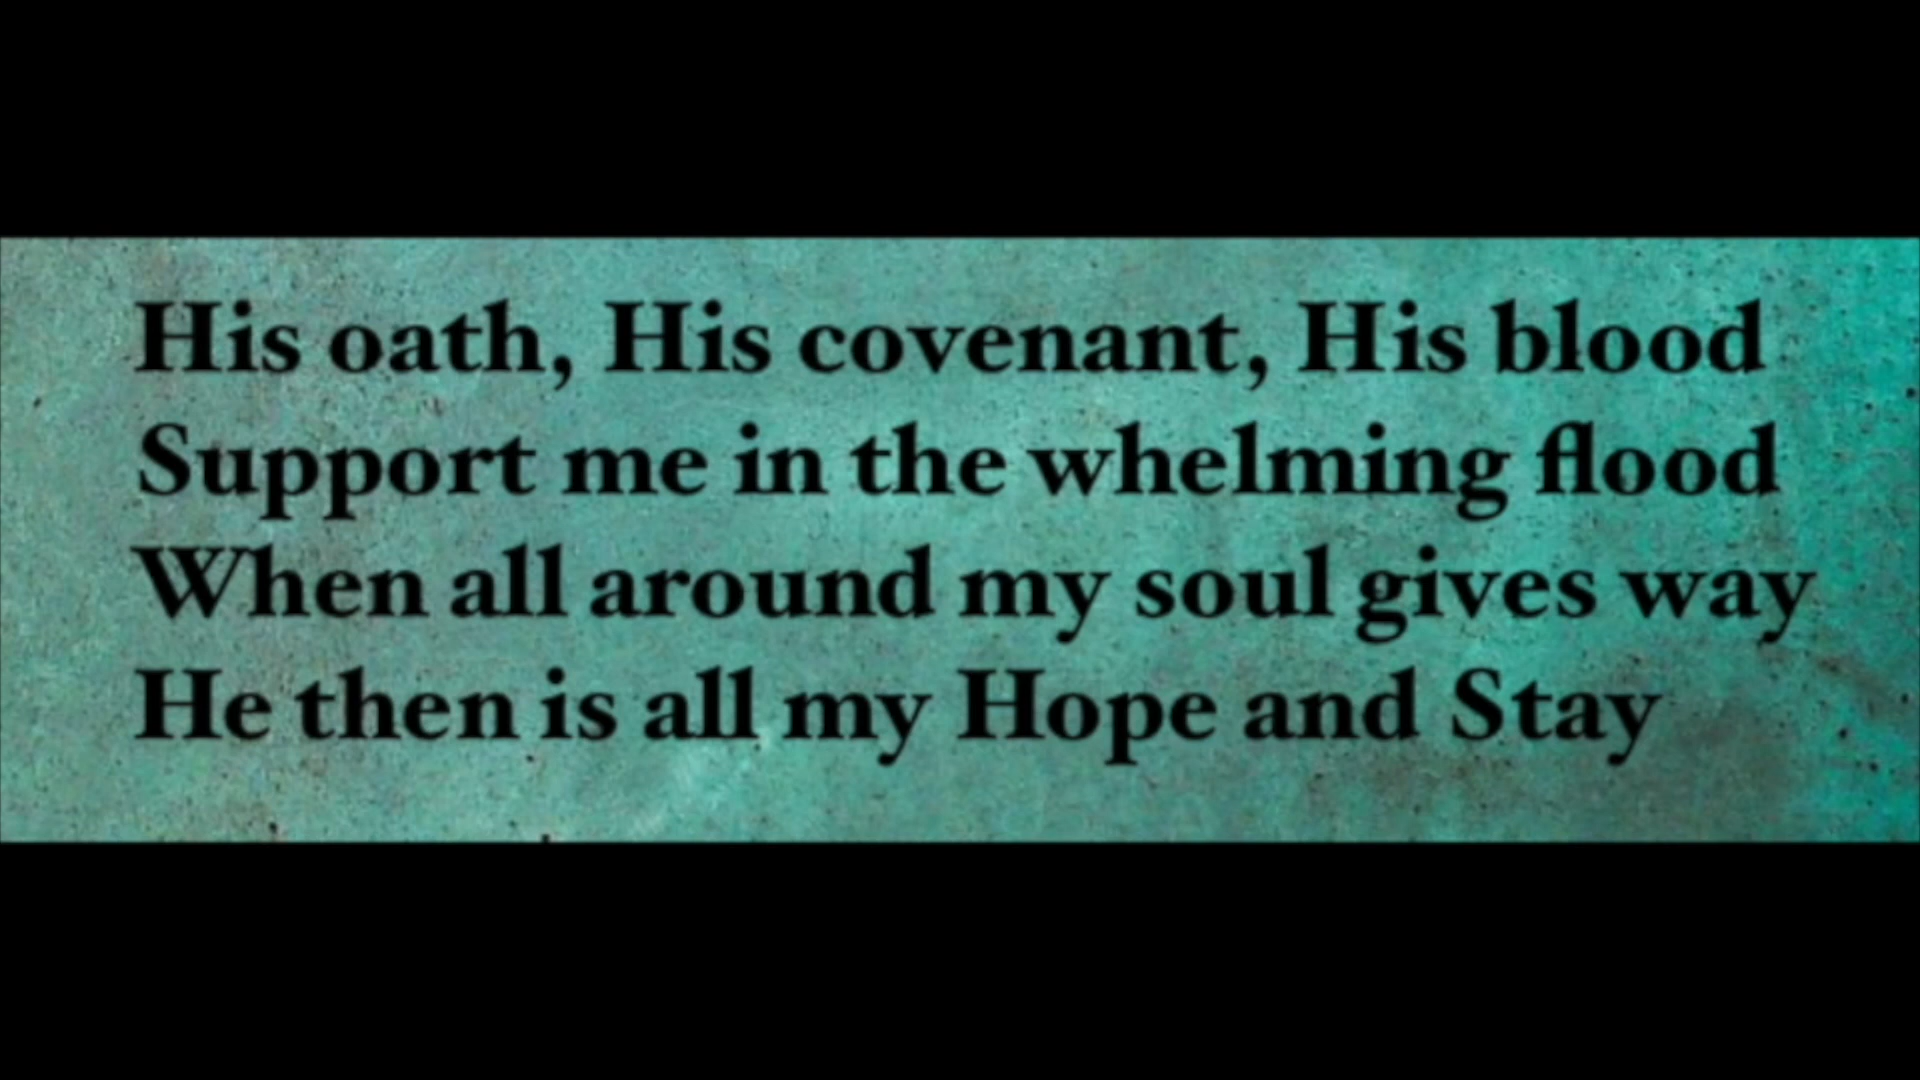 His oath, His covenant, His blood
Support me in the whelming flood
When all around my soul gives way
He then is all my Hope and Stay